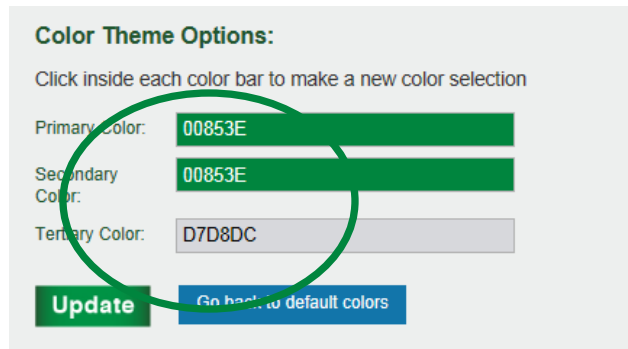 Color Theme Options:
Click inside each color bar to make a new color selection
Primary Color: 00853E
Secondary Color: 00853E
Tertiary Color: D7D8DC
Update Go back to default colors